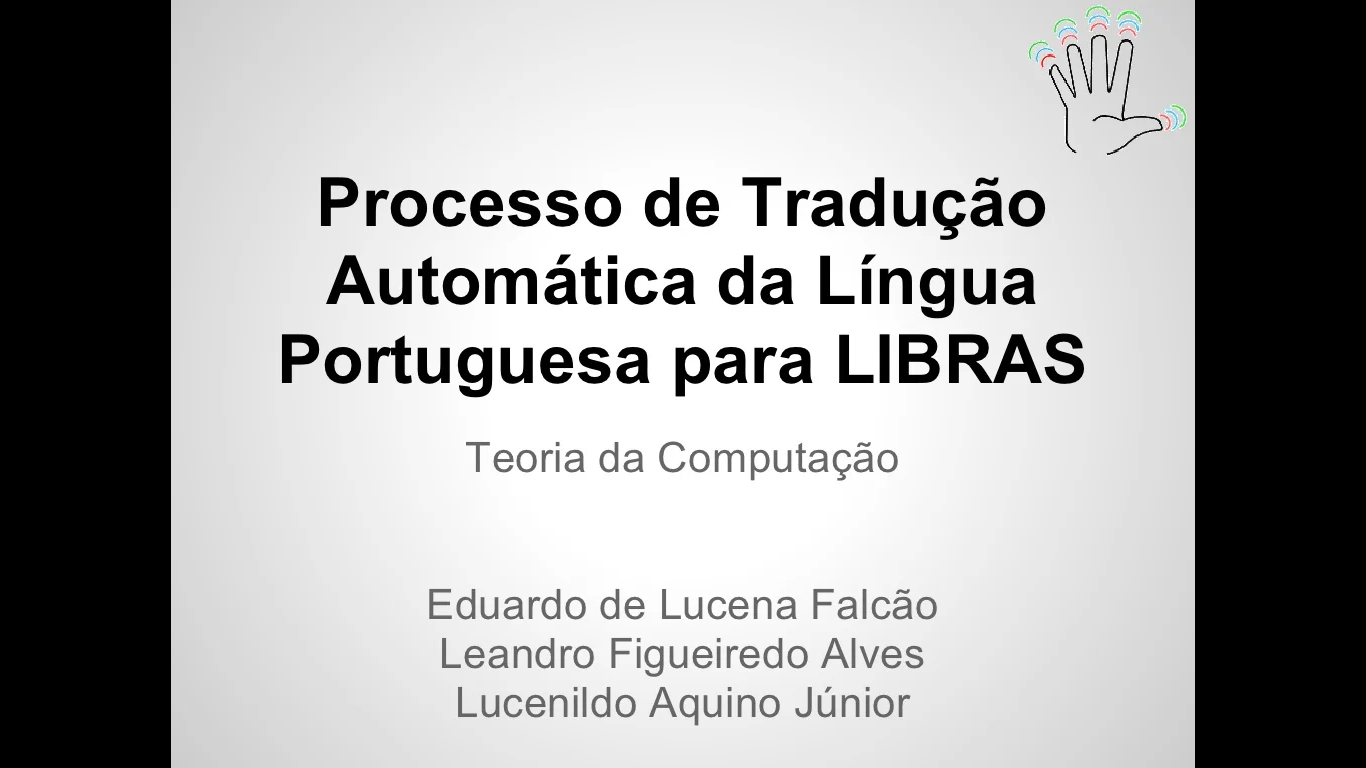 Processo de Tradução
Automática da Língua
Portuguesa para LIBRAS
Teoria da Computação
Eduardo de Lucena Falcão
Leandro Figueiredo Alves
Lucenildo Aquino Júnior